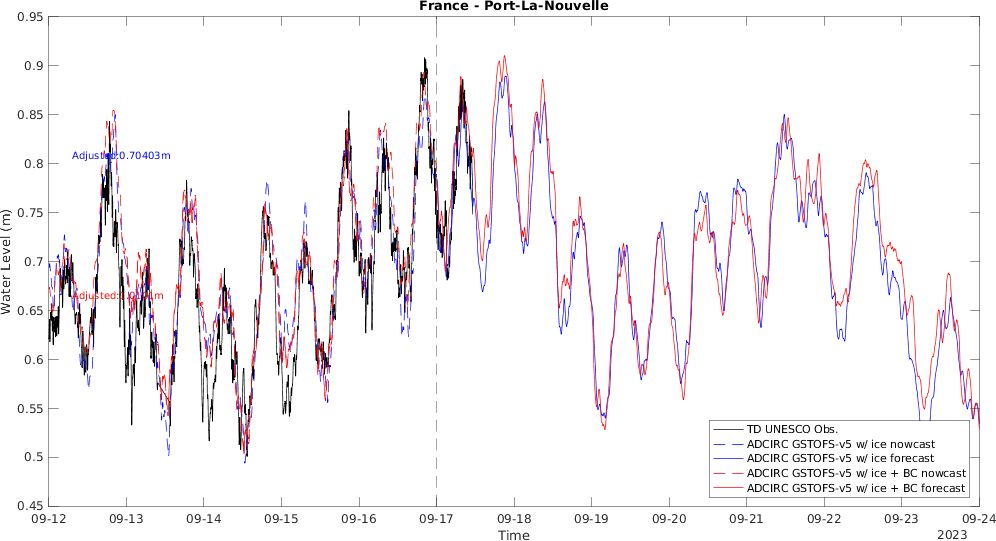 France - Port-La-Nouvelle
Water Level (m)
0.95
0.9
0.85
0.8
0.75
0.7
0.65
0.6
0.55
0.5
0.45
Adjusted:0.70403m
TD UNESCO Obs.
ADCIRC GSTOFS-v5 w/ ice nowcast
ADCIRC GSTOFS-v5 w/ ice forecast
ADCIRC GSTOFS-v5 w/ ice + BC nowcast
ADCIRC GSTOFS-v5 w/ ice + BC forecast
09-12 09-13 09-14 09-15 09-16 09-17 09-18 09-19 09-20 09-21 09-22 09-23 09-24
Time
2023